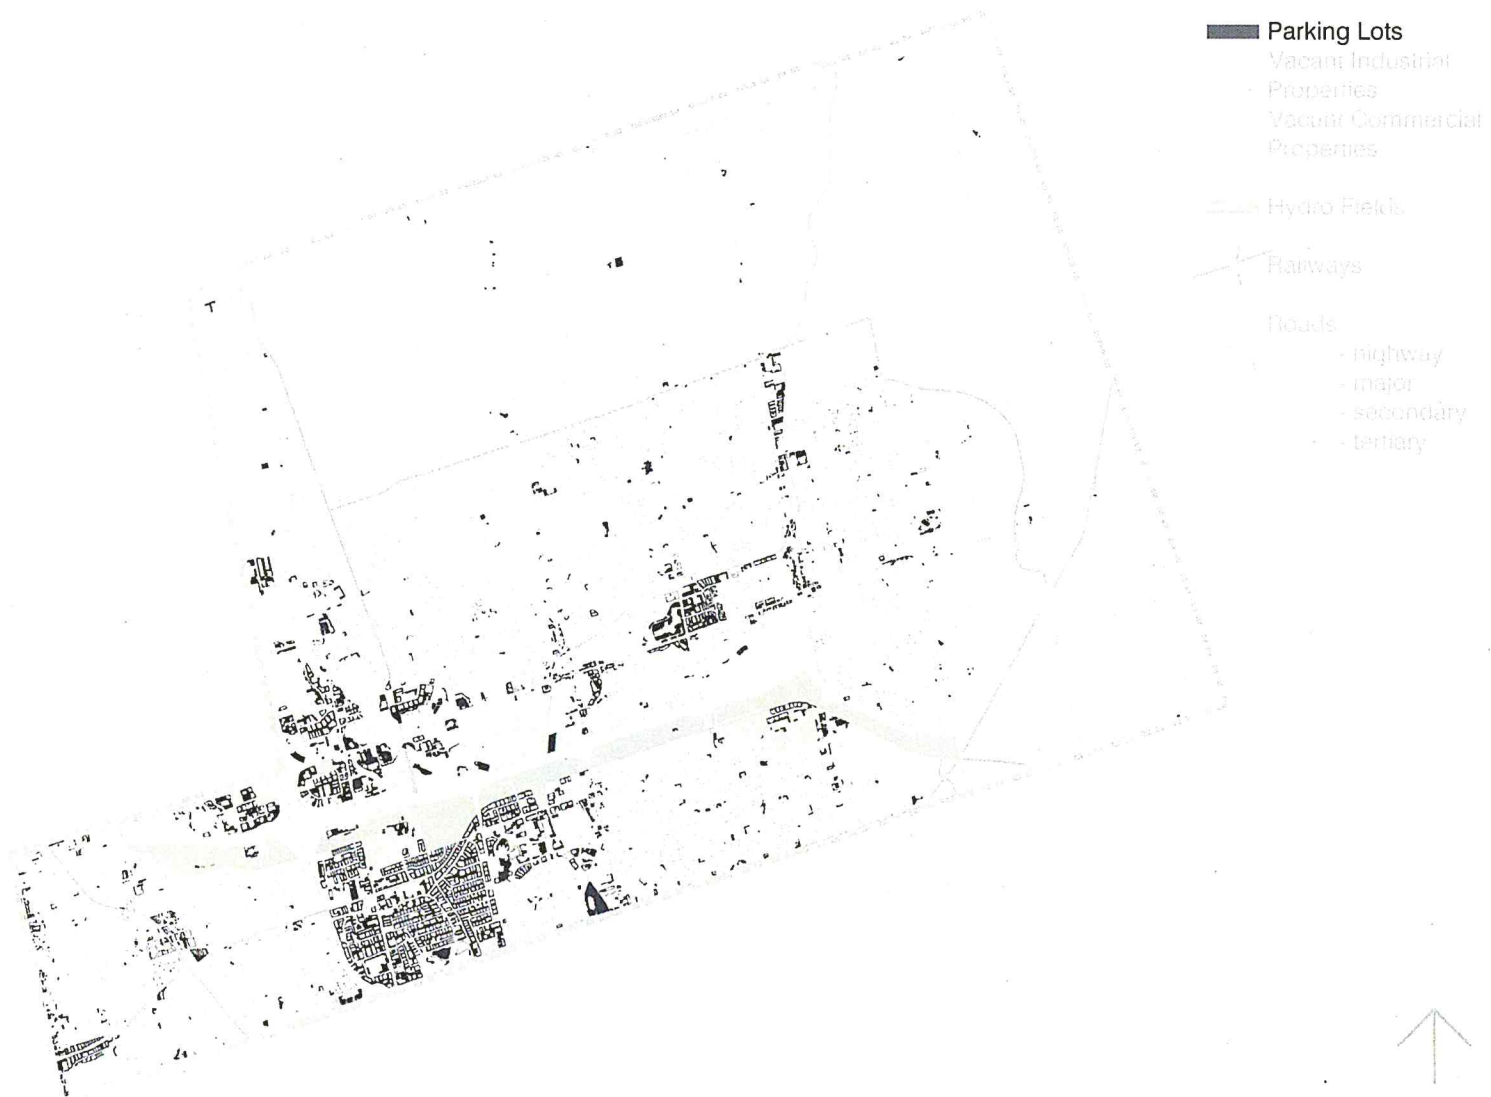 Parking Lots
Vacant Industrial
Properties
Vacant Commercial
Properties
Hydro Fields
Railways
Roads
- highway
- major
- secondary
- tertiary